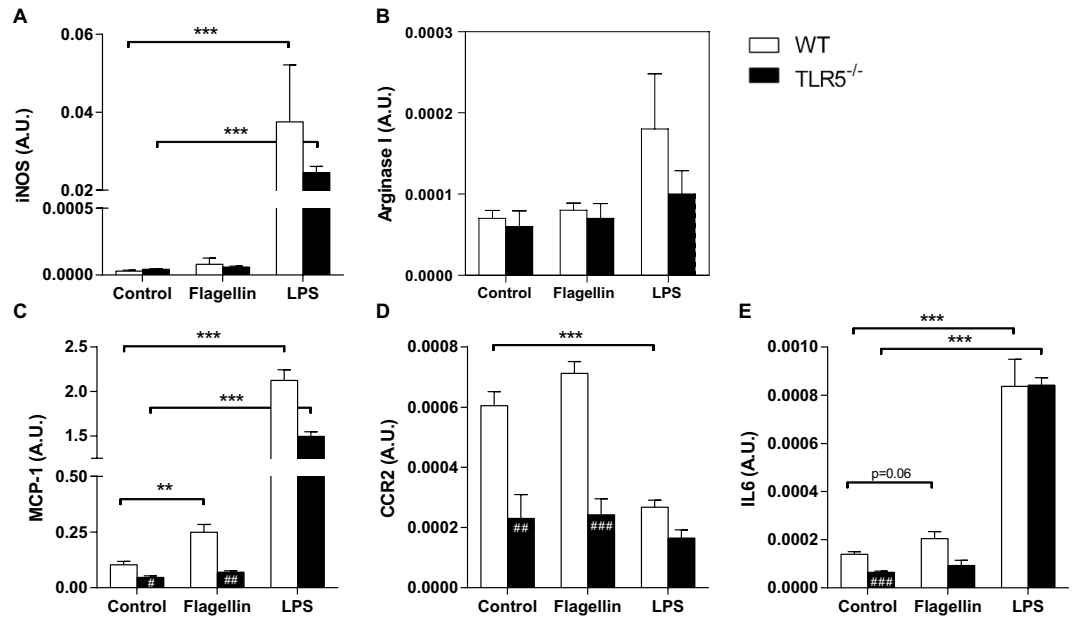 A
iNOS (A.U.)
0.06
0.04
0.02
0.0005
0.0000
***
***
Control Flagellin LPS
B
Arginase I (A.U.)
0.0003
0.0002
0.0001
0.0000
Control Flagellin LPS
WT
TLR5-/-
C
MCP-1 (A.U.)
2.5
2.0
1.5
0.50
0.25
0.00
***
***
**
#
##
Control Flagellin LPS
D
CCR2 (A.U.)
0.0008
0.0006
0.0004
0.0002
0.0000
***
##
###
Control Flagellin LPS
E
IL6 (A.U.)
0.0010
0.0008
0.0006
0.0004
0.0002
0.0000
***
***
p=0.06
###
Control Flagellin LPS